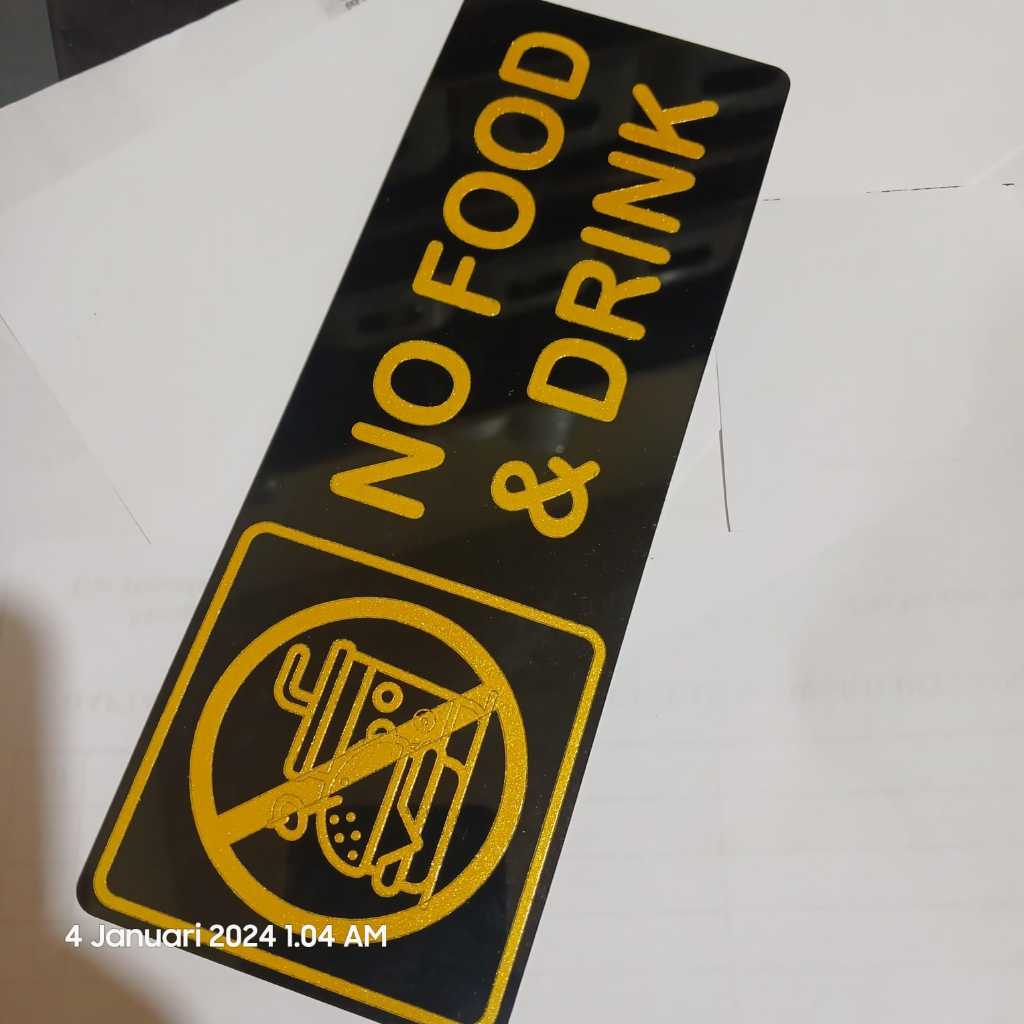 NO FOOD
& DRINK
4 Januari 2024 1.04 AM